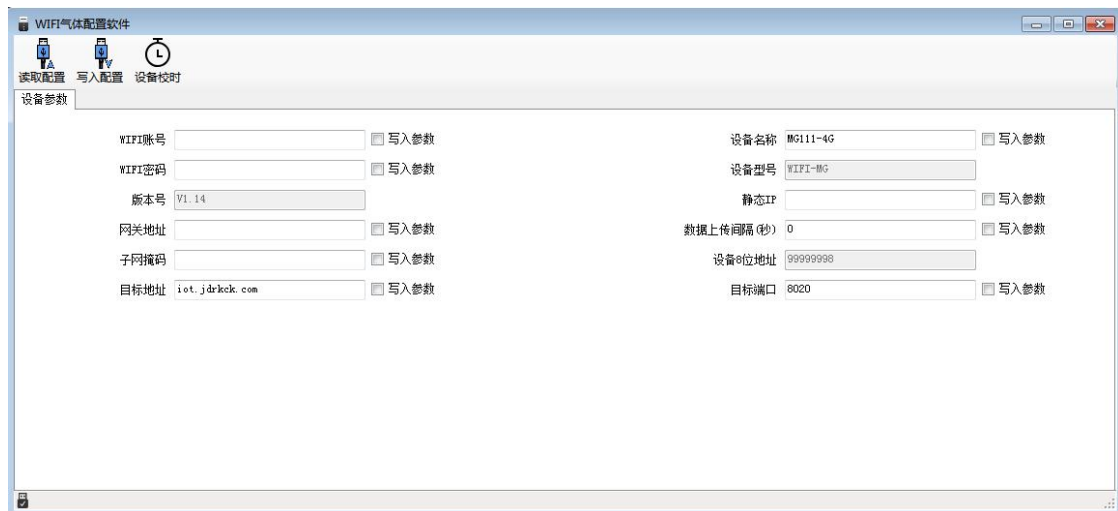 WIFI气体配置软件
读取配置 写入配置 设备校时
设备参数
WIFI账号 写入参数 设备名称 MG111-4G 写入参数
WIFI密码 写入参数 设备型号 WIFI-MG
版本号 V1.14 静态IP 写入参数
网关地址 写入参数 数据上传间隔(秒) 0 写入参数
子网掩码 写入参数 设备8位地址 99999998
目标地址 iot.jdrkck.com 写入参数 目标端口 8020 写入参数